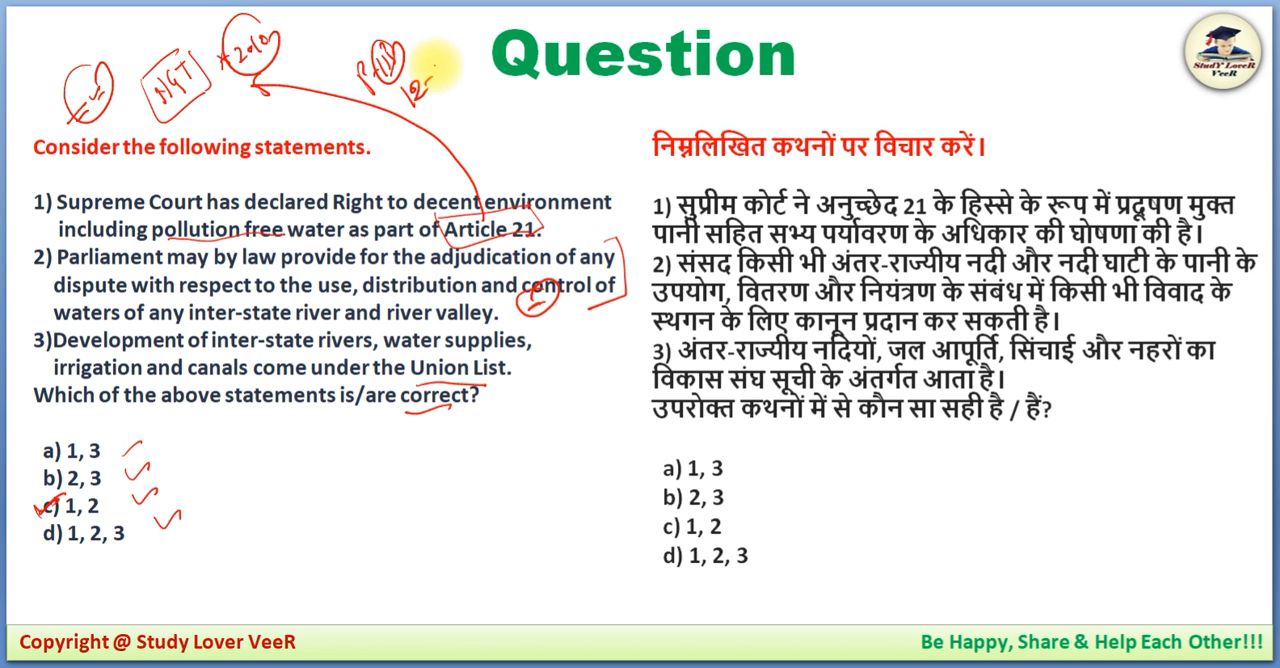 Question
StudY LoveR
VeeR
NGT
2010
Consider the following statements.
1) Supreme Court has declared Right to decent environment
including pollution free water as part of Article 21.
2) Parliament may by law provide for the adjudication of any
dispute with respect to the use, distribution and control of
waters of any inter-state river and river valley.
3)Development of inter-state rivers, water supplies,
irrigation and canals come under the Union List.
Which of the above statements is/are correct?
a) 1, 3
b) 2, 3
c) 1, 2
d) 1, 2, 3
निम्नलिखित कथनों पर विचार करें।
1) सुप्रीम कोर्ट ने अनुच्छेद 21 के हिस्से के रूप में प्रदूषण मुक्त
पानी सहित सभ्य पर्यावरण के अधिकार की घोषणा की है।
2) संसद किसी भी अंतर-राज्यीय नदी और नदी घाटी के पानी के
उपयोग, वितरण और नियंत्रण के संबंध में किसी भी विवाद के
स्थगन के लिए कानून प्रदान कर सकती है।
3) अंतर-राज्यीय नदियों, जल आपूर्ति, सिंचाई और नहरों का
विकास संघ सूची के अंतर्गत आता है।
उपरोक्त कथनों में से कौन सा सही है / हैं?
a) 1, 3
b) 2, 3
c) 1, 2
d) 1, 2, 3
Copyright @ Study Lover VeeR
Be Happy, Share & Help Each Other!!!